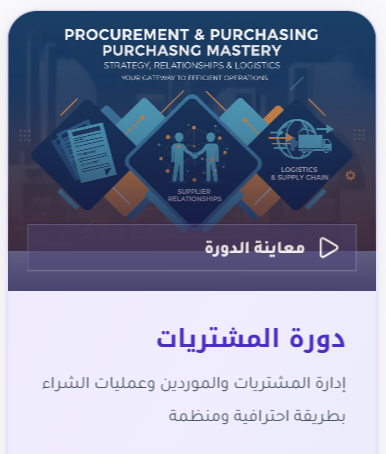 PROCUREMENT & PURCHASING
PURCHASNG MASTERY
STRATEGY, RELATIONSHIPS & LOGISTICS
YOUR GATEWAY TO EFFICIENT OPERATIONS
SUPPLIER
RELATIONSHIPS
LOGISTICS
& SUPPLY CHAIN
معاينة الدورة
دورة المشتريات
إدارة المشتريات والموردين وعمليات الشراء
بطريقة احترافية ومنظمة